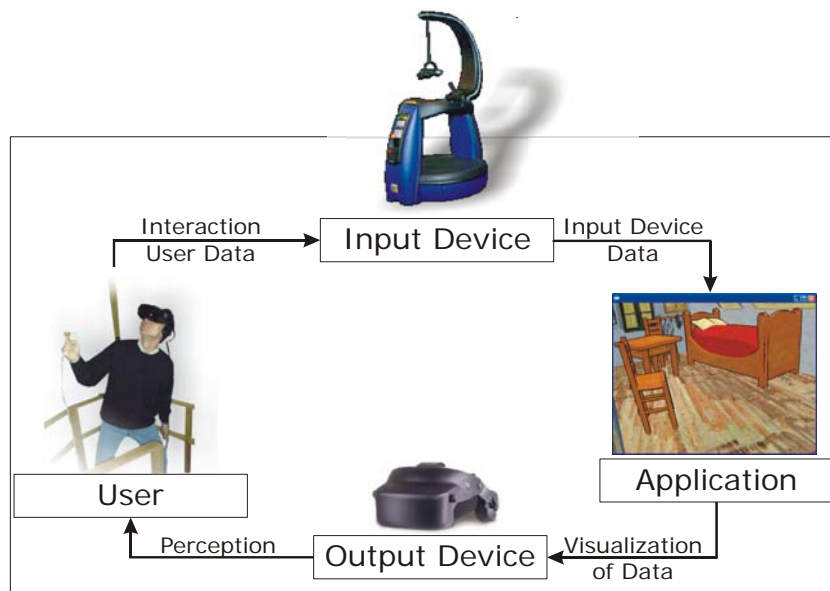 Interaction
User Data
Input Device
Input Device
Data
User
Application
Perception
Output Device
Visualization
of Data